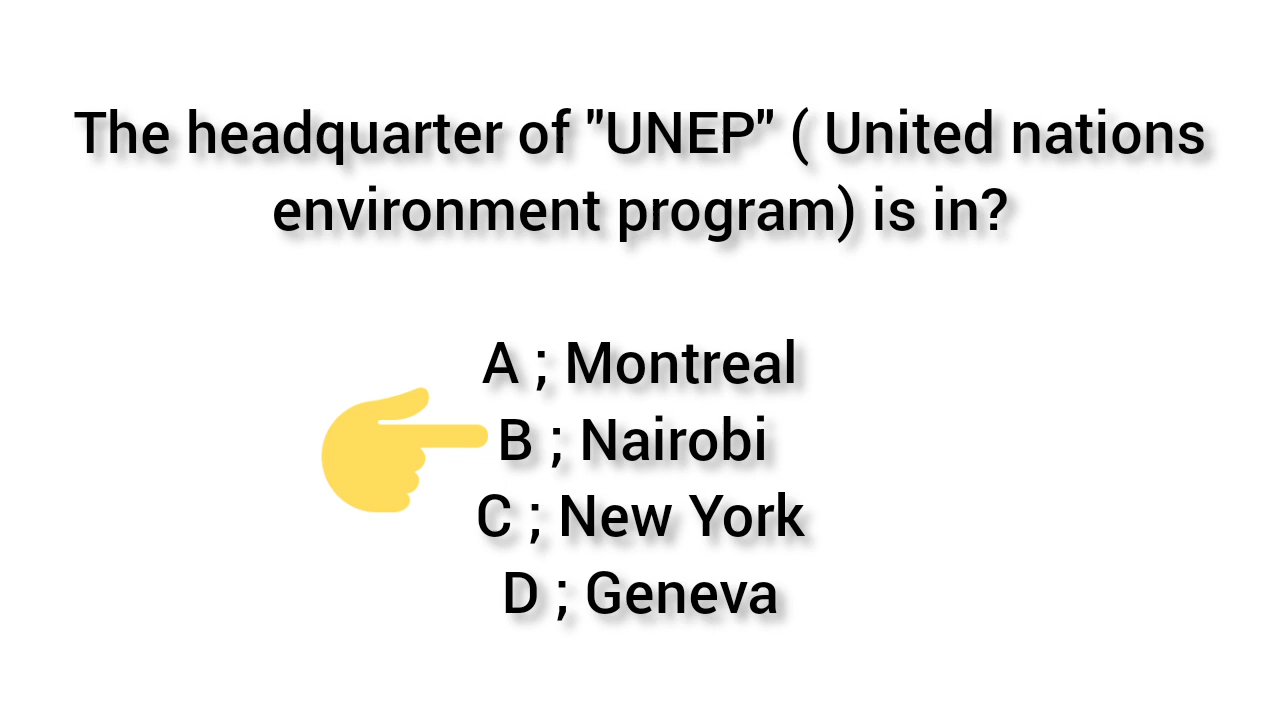 The headquarter of "UNEP" ( United nations
environment program) is in?
A ; Montreal
B ; Nairobi
C ; New York
D ; Geneva